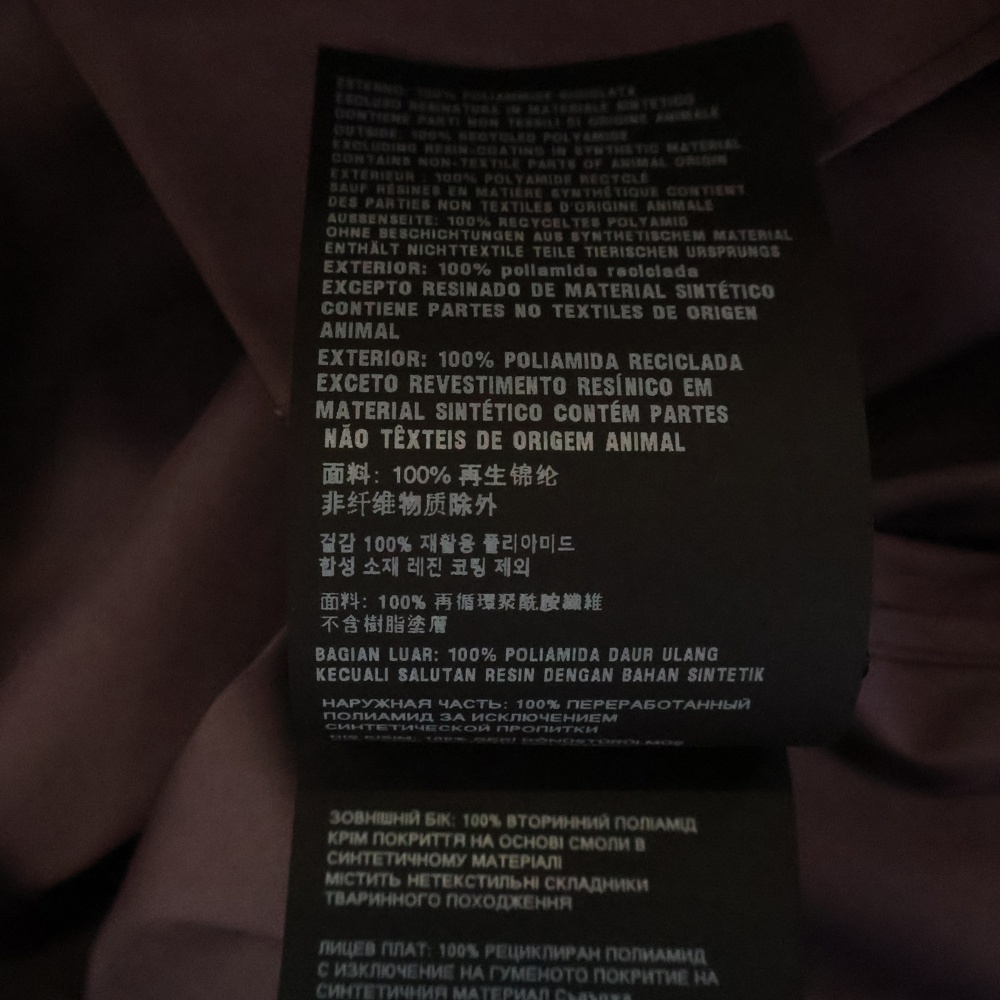 ESTERNO: 100% POLIAMMIDE RICICLATA
ESCLUSO RESINATURA IN MATERIALE SINTETICO
CONTIENE PARTI NON TESSILI DI ORIGINE ANIMALE
OUTSIDE: 100% RECYCLED POLYAMIDE
EXCLUDING RESIN-COATING IN SYNTHETIC MATERIAL
CONTAINS NON-TEXTILE PARTS OF ANIMAL ORIGIN
EXTÉRIEUR : 100% POLYAMIDE RECYCLÉ
SAUF RÉSINES EN MATIÈRE SYNTHÉTIQUE CONTIENT
DES PARTIES NON TEXTILES D'ORIGINE ANIMALE
AUSSENSEITE: 100% RECYCELTES POLYAMID
OHNE BESCHICHTUNGEN AUS SYNTHETISCHEM MATERIAL
ENTHÄLT NICHTTEXTILE TEILE TIERISCHEN URSPRUNGS
EXTERIOR: 100% poliamida reciclada
EXCEPTO RESINADO DE MATERIAL SINTÉTICO
CONTIENE PARTES NO TEXTILES DE ORIGEN
ANIMAL
EXTERIOR: 100% POLIAMIDA RECICLADA
EXCETO REVESTIMENTO RESÍNICO EM
MATERIAL SINTÉTICO CONTÉM PARTES
NÃO TÊXTEIS DE ORIGEM ANIMAL
面料: 100% 再生锦纶
非纤维物质除外
겉감 100% 재활용 폴리아미드
합성 소재 레진 코팅 제외
面料: 100% 再循環聚酰胺纖維
不含樹脂塗層
BAGIAN LUAR: 100% POLIAMIDA DAUR ULANG
KECUALI SALUTAN RESIN DENGAN BAHAN SINTETIK
НАРУЖНАЯ ЧАСТЬ: 100% ПЕРЕРАБОТАННЫЙ
ПОЛИАМИД ЗА ИСКЛЮЧЕНИЕМ
СИНТЕТИЧЕСКОЙ ПРОПИТКИ
ЗОВНІШНІЙ БІК: 100% ВТОРИННИЙ ПОЛІАМІД
КРІМ ПОКРИТТЯ НА ОСНОВІ СМОЛИ В
СИНТЕТИЧНОМУ МАТЕРІАЛІ
МІСТИТЬ НЕТЕКСТИЛЬНІ СКЛАДНИКИ
ТВАРИННОГО ПОХОДЖЕННЯ
ЛИЦЕВ ПЛАТ: 100% РЕЦИКЛИРАН ПОЛИАМИД
С ИЗКЛЮЧЕНИЕ НА ГУМЕНОТО ПОКРИТИЕ НА
СИНТЕТИЧНИЯ МАТЕРИАЛ Съдържа